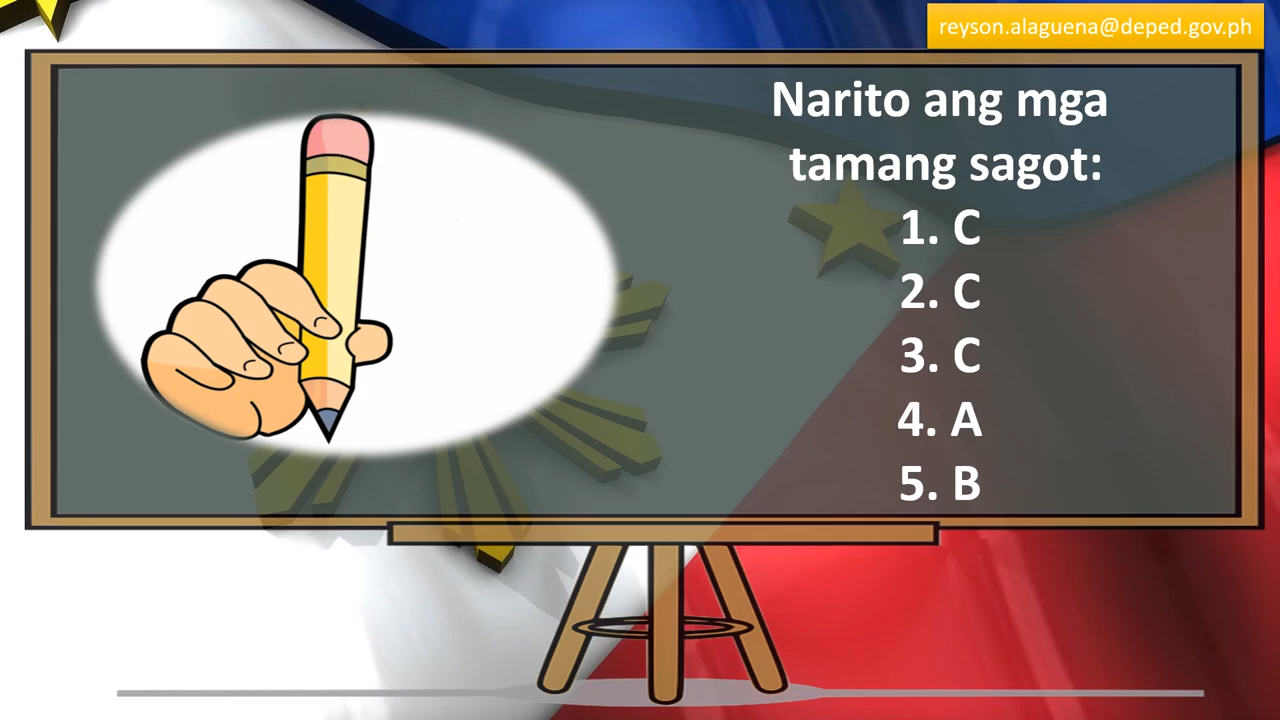 reyson.alaguena@deped.gov.ph
Narito ang mga
tamang sagot:
1. C
2. C
3. C
4. A
5. B